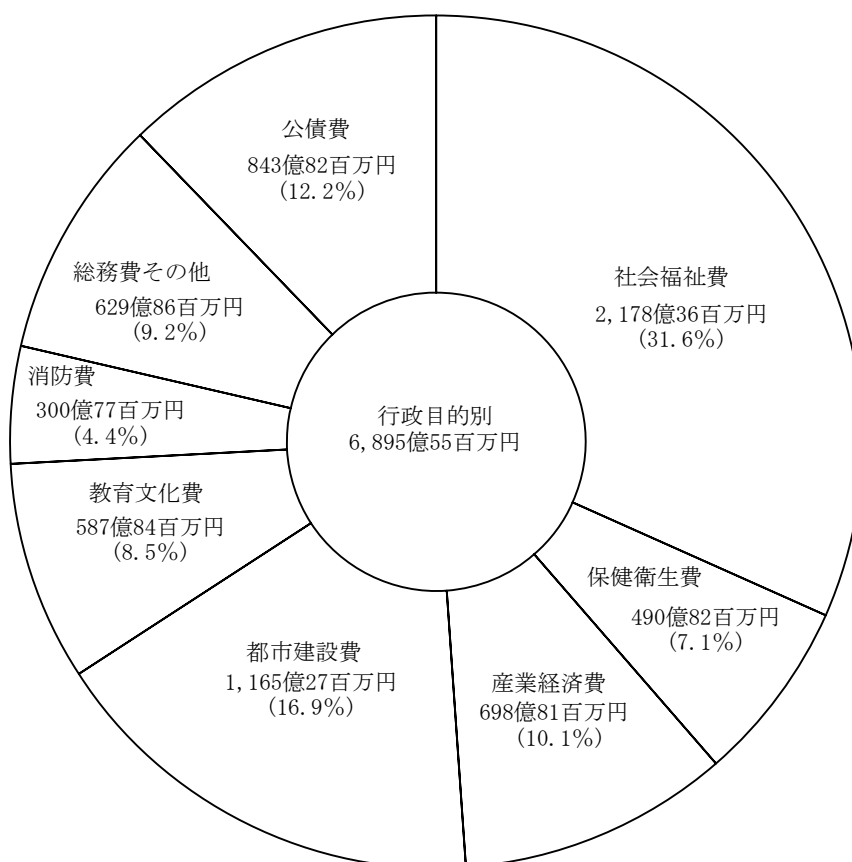 公債費
843億82百万円
(12.2%)
社会福祉費
2,178億36百万円
(31.6%)
総務費その他
629億86百万円
(9.2%)
消防費
300億77百万円
(4.4%)
行政目的別
6,895億55百万円
教育文化費
587億84百万円
(8.5%)
保健衛生費
490億82百万円
(7.1%)
都市建設費
1,165億27百万円
(16.9%)
産業経済費
698億81百万円
(10.1%)